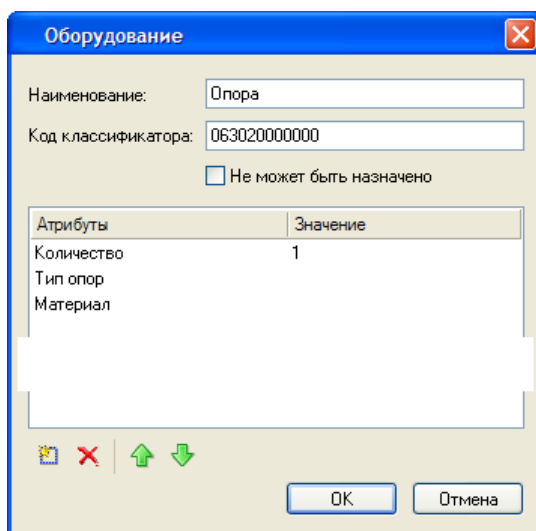 Оборудование
Наименование: Опора
Код классификатора: 063020000000
Не может быть назначено
Атрибуты Значение
Количество 1
Тип опор
Материал
OK Отмена